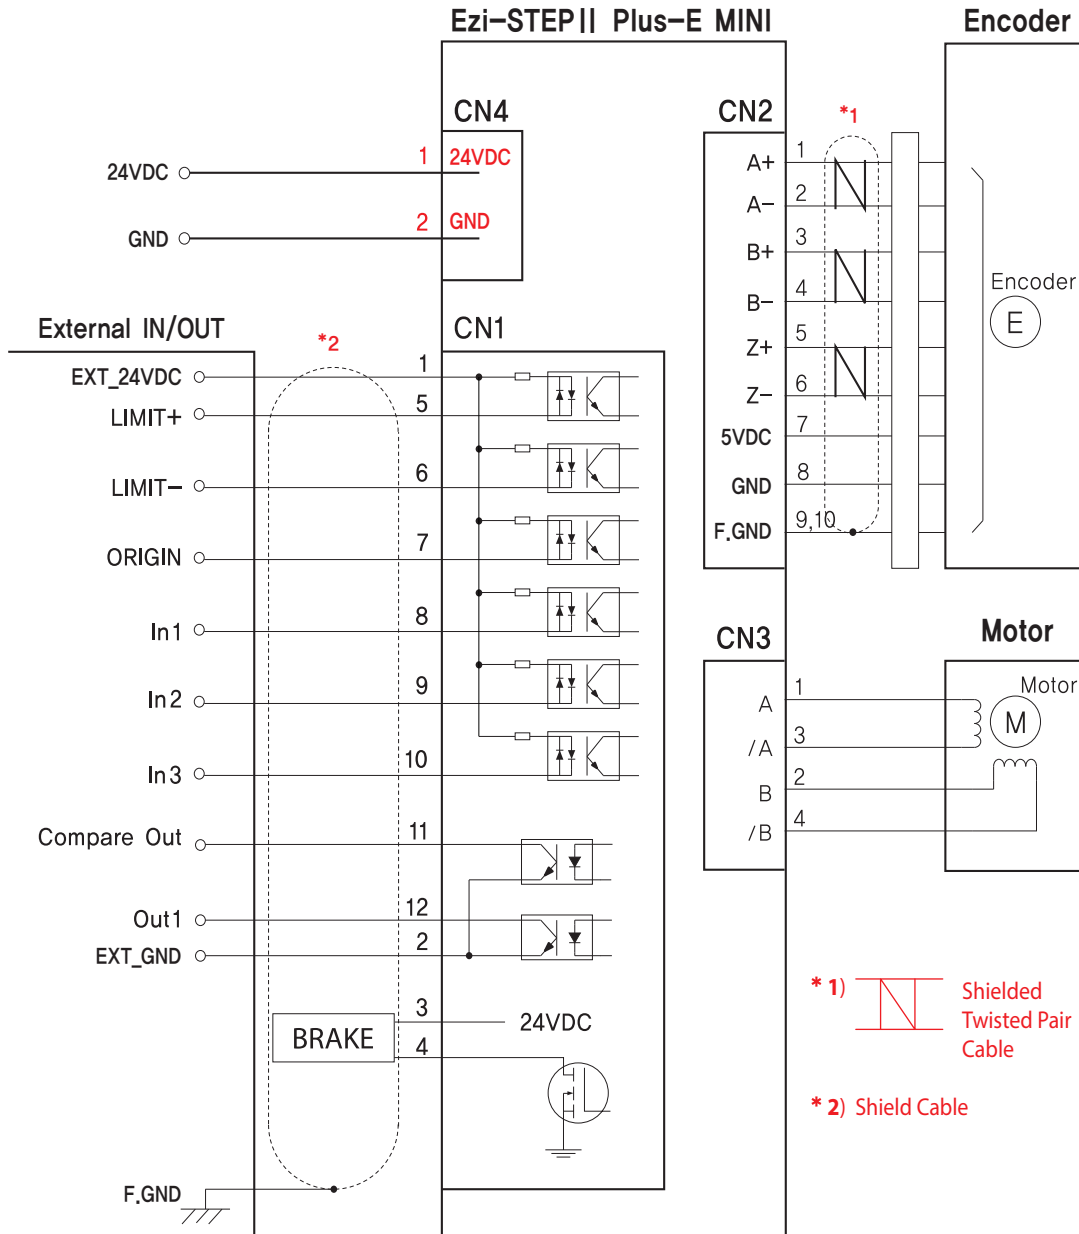 Ezi-STEPII Plus-E MINI
Encoder
CN4
1 24VDC
24VDC
2 GND
GND
CN2
*1
A+ 1
A- 2
B+ 3
B- 4
Z+ 5
Z- 6
5VDC 7
GND 8
F.GND 9,10
Encoder
E
External IN/OUT
*2
CN1
EXT_24VDC 1
LIMIT+ 5
LIMIT- 6
ORIGIN 7
In1 8
In2 9
In3 10
Compare Out 11
Out1 12
EXT_GND 2
BRAKE
3 24VDC
4
F.GND
CN3
Motor
A 1
/A 3
B 2
/B 4
Motor
M
* 1) Shielded
Twisted Pair
Cable
* 2) Shield Cable